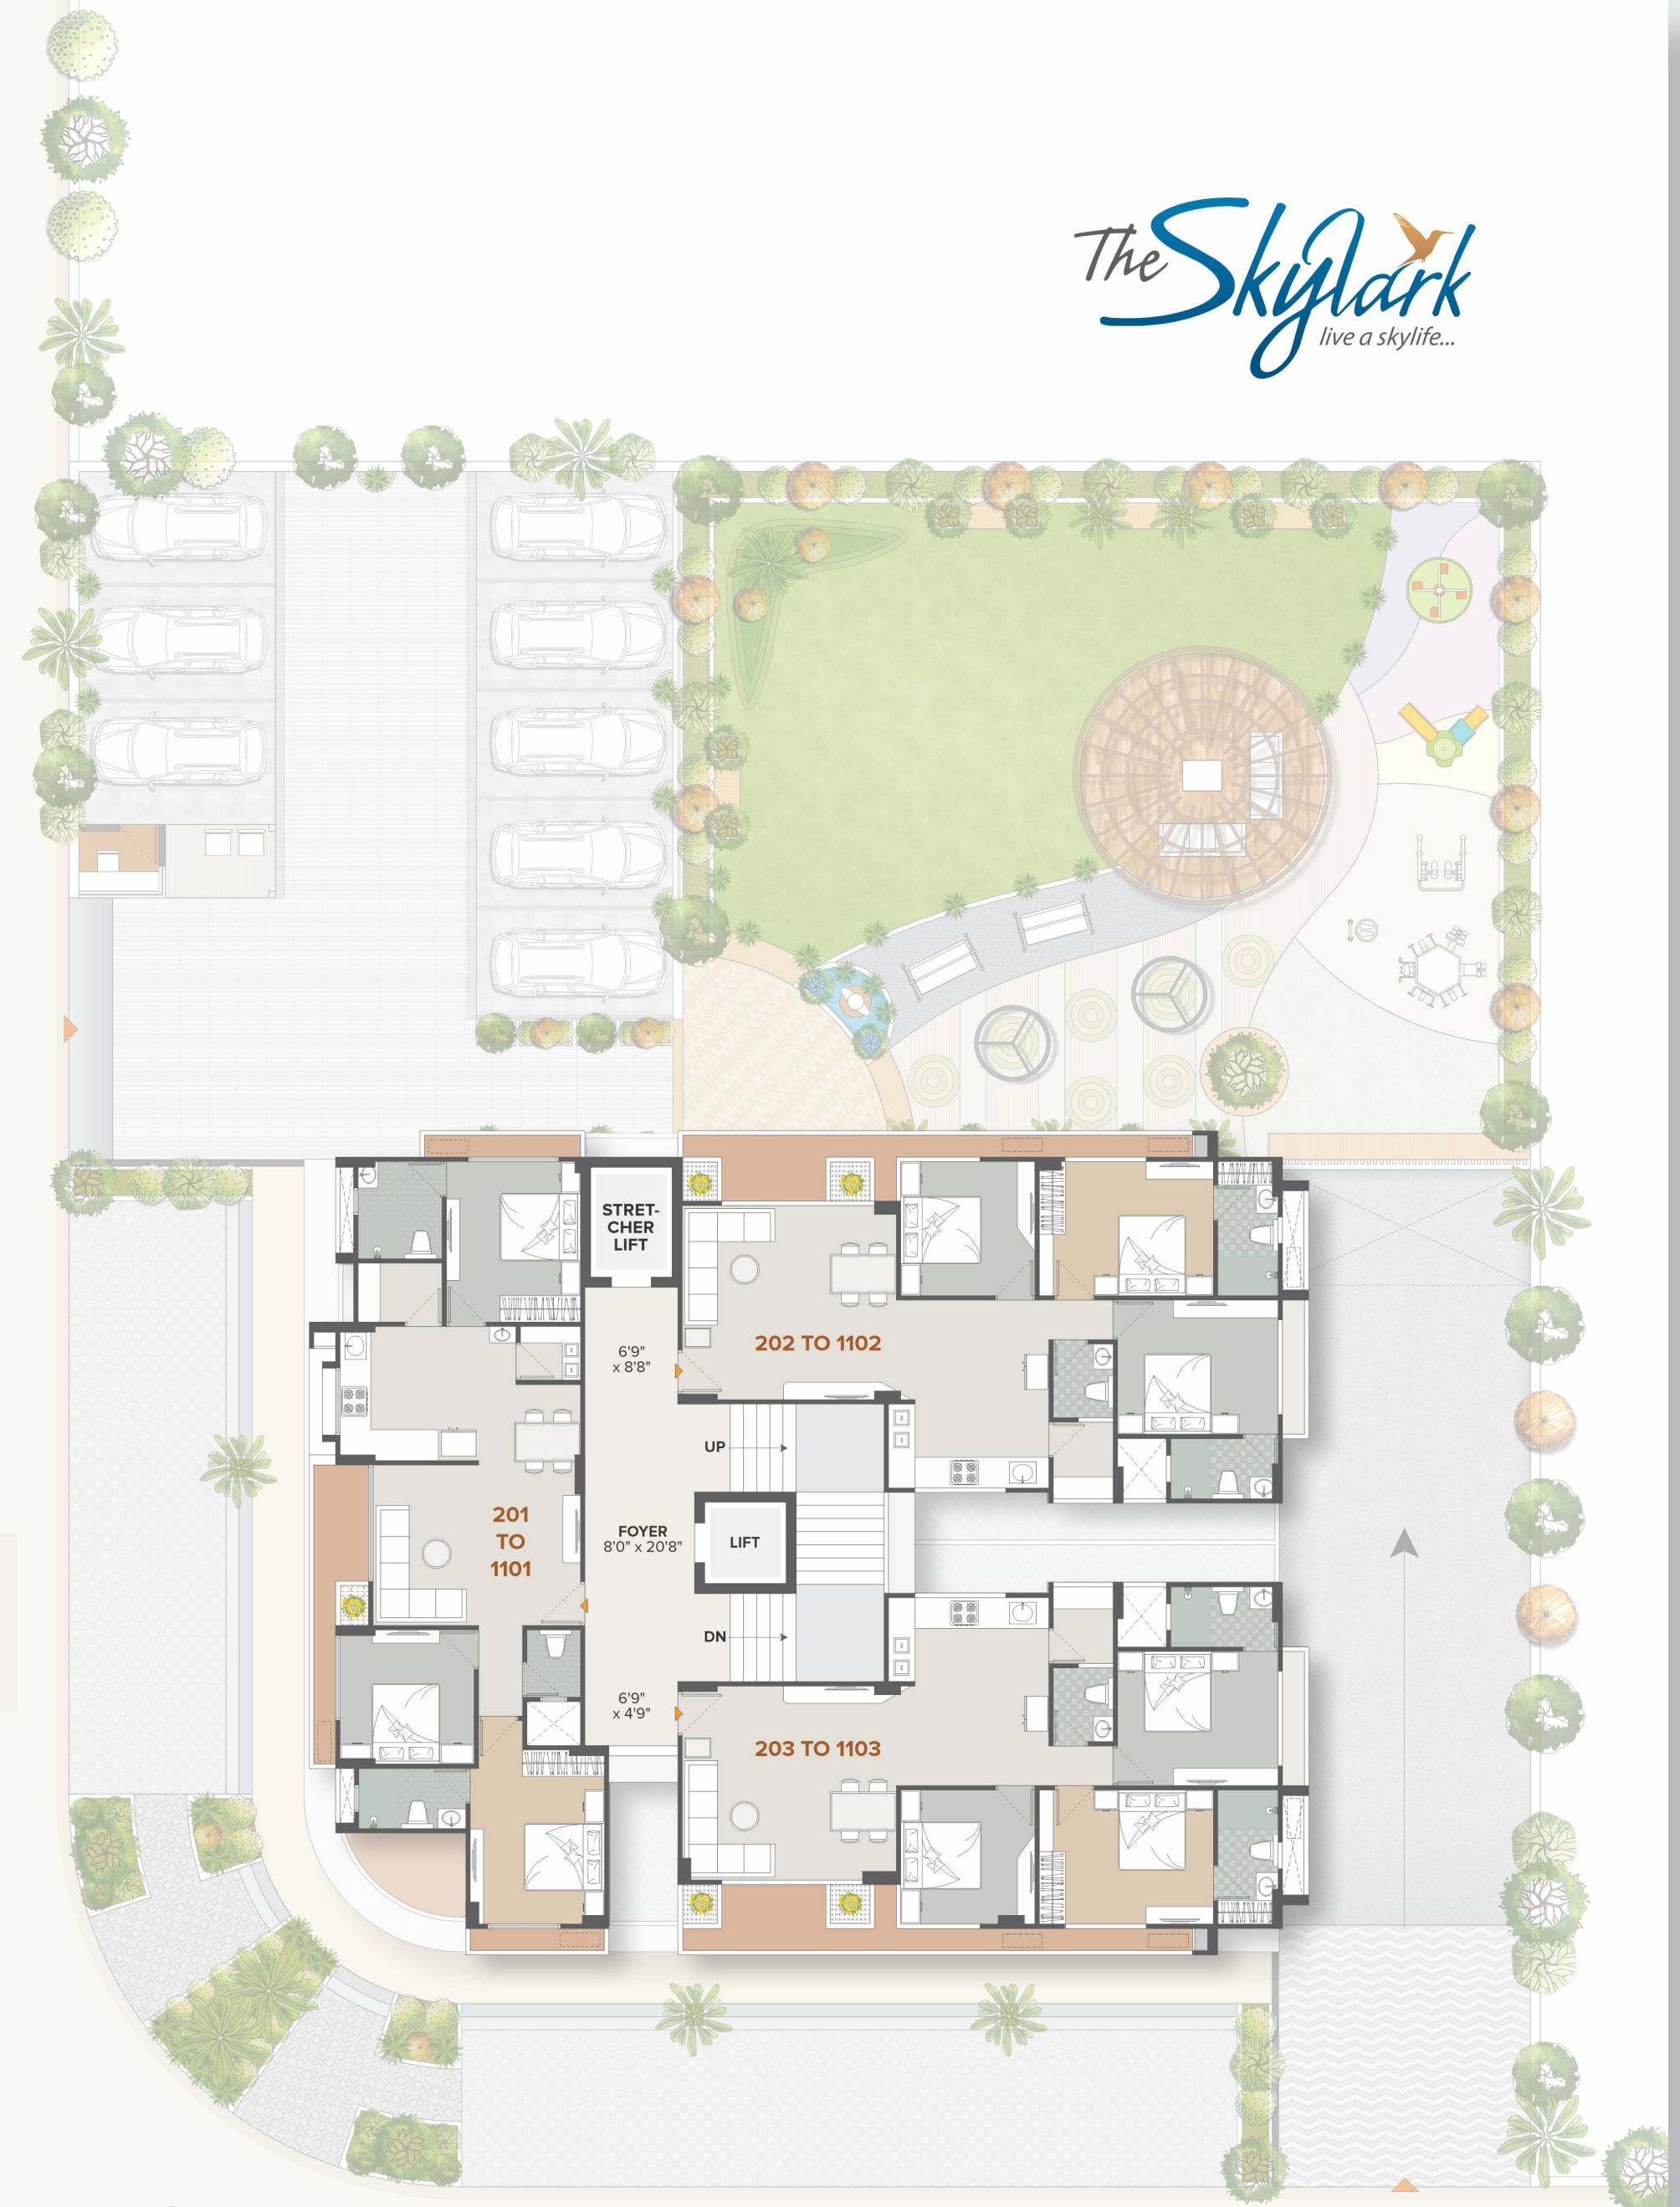 The Skylark
live a skylife...
STRET-
CHER
LIFT
6'9"
x 8'8"
202 TO 1102
UP
201
TO
1101
FOYER
8'0" x 20'8"
LIFT
DN
6'9"
x 4'9"
203 TO 1103